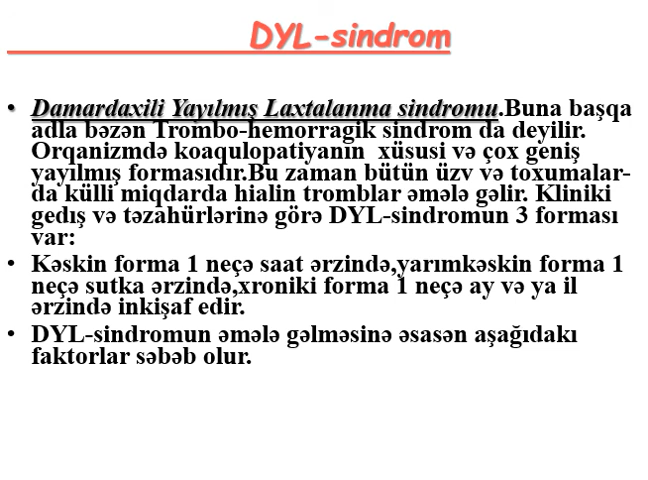 DYL-sindrom
• Damardaxili Yayılmış Laxtalanma sindromu.Buna başqa
adla bəzən Trombo-hemorragik sindrom da deyilir.
Orqanizmdə koaqulopatiyanın xüsusi və çox geniş
yayılmış formasıdır.Bu zaman bütün üzv və toxumalar-
da külli miqdarda hialin tromblar əmələ gəlir. Kliniki
gediş və təzahürlərinə görə DYL-sindromun 3 forması
var:
• Kəskin forma 1 neçə saat ərzində,yarımkəskin forma 1
neçə sutka ərzində,xroniki forma 1 neçə ay və ya il
ərzində inkişaf edir.
• DYL-sindromun əmələ gəlməsinə əsasən aşağıdakı
faktorlar səbəb olur.